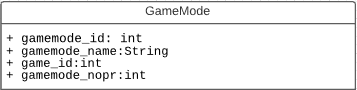 GameMode
+ gamemode_id: int
+ gamemode_name:String
+ game_id:int
+ gamemode_nopr:int